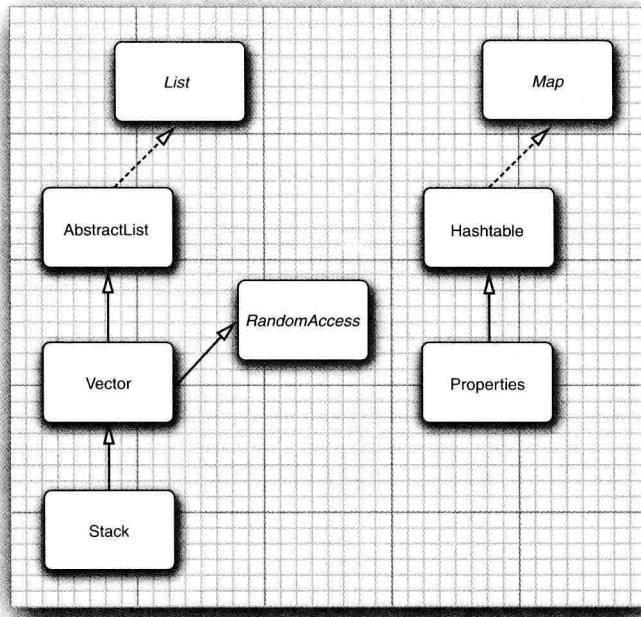 List
Map
AbstractList
Hashtable
RandomAccess
Vector
Properties
Stack